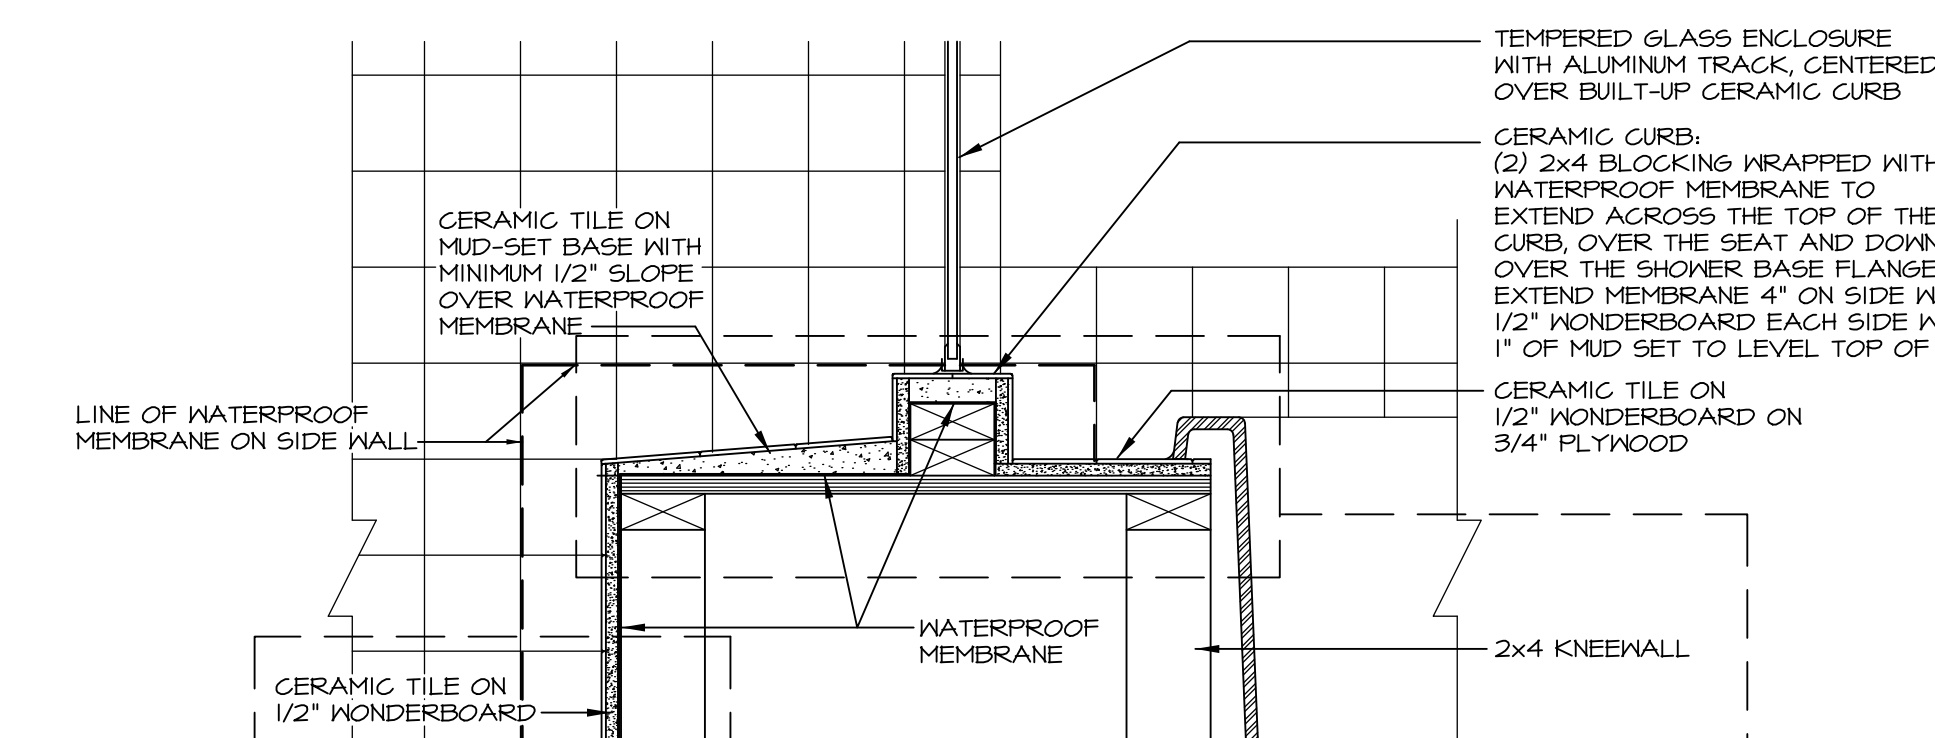 TEMPERED GLASS ENCLOSURE
WITH ALUMINUM TRACK, CENTERED
OVER BUILT-UP CERAMIC CURB
CERAMIC CURB:
(2) 2x4 BLOCKING WRAPPED WITH
WATERPROOF MEMBRANE TO
EXTEND ACROSS THE TOP OF THE
CURB, OVER THE SEAT AND DOWN
OVER THE SHOWER BASE FLANGE
EXTEND MEMBRANE 4" ON SIDE
1/2" WONDERBOARD EACH SIDE
1" OF MUD SET TO LEVEL TOP OF
CERAMIC TILE ON
MUD-SET BASE WITH
MINIMUM 1/2" SLOPE
OVER WATERPROOF
MEMBRANE
CERAMIC TILE ON
1/2" WONDERBOARD ON
3/4" PLYWOOD
LINE OF WATERPROOF
MEMBRANE ON SIDE WALL
WATERPROOF
MEMBRANE
2x4 KNEEWALL
CERAMIC TILE ON
1/2" WONDERBOARD